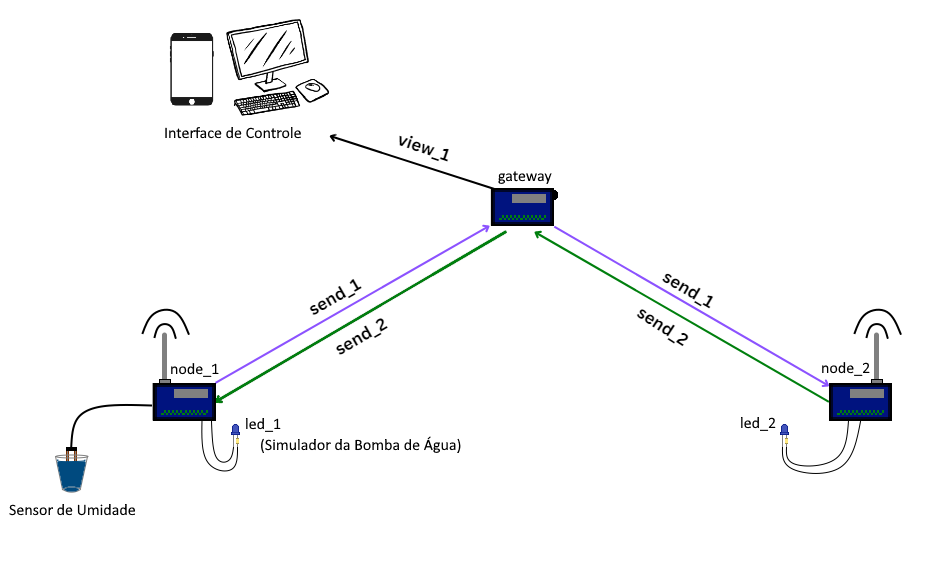 Interface de Controle
view_1
gateway
send_1
send_2
send_1
send_2
node_1
node_2
led_1
(Simulador da Bomba de Água)
led_2
Sensor de Umidade